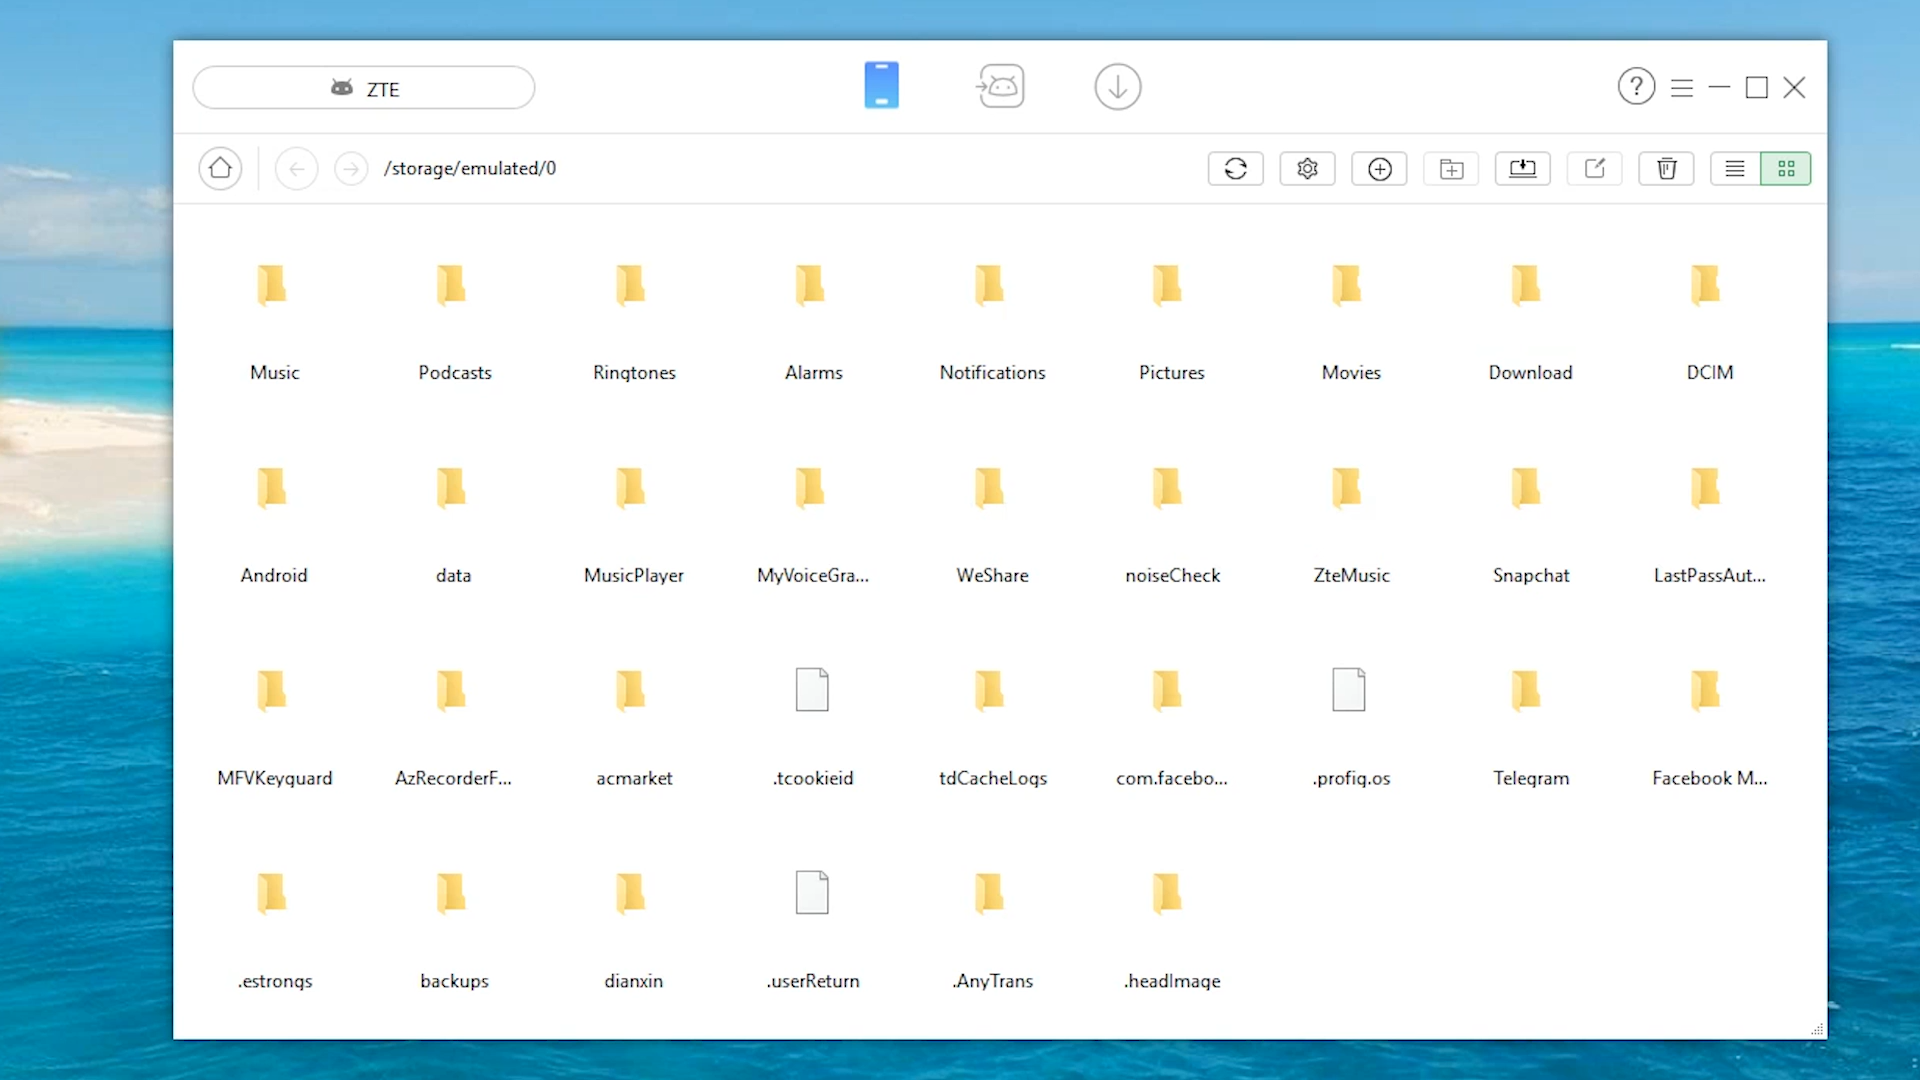 ZTE
?
/storage/emulated/0
Music Podcasts Ringtones Alarms Notifications Pictures Movies Download DCIM
Android data MusicPlayer MyVoiceGra... WeShare noiseCheck ZteMusic Snapchat LastPassAut...
MFVKeyguard AzRecorderF... acmarket .tcookieid tdCacheLogs com.facebo... .profig.os Telegram Facebook M...
.estrongs backups dianxin .userReturn .AnyTrans .headImage